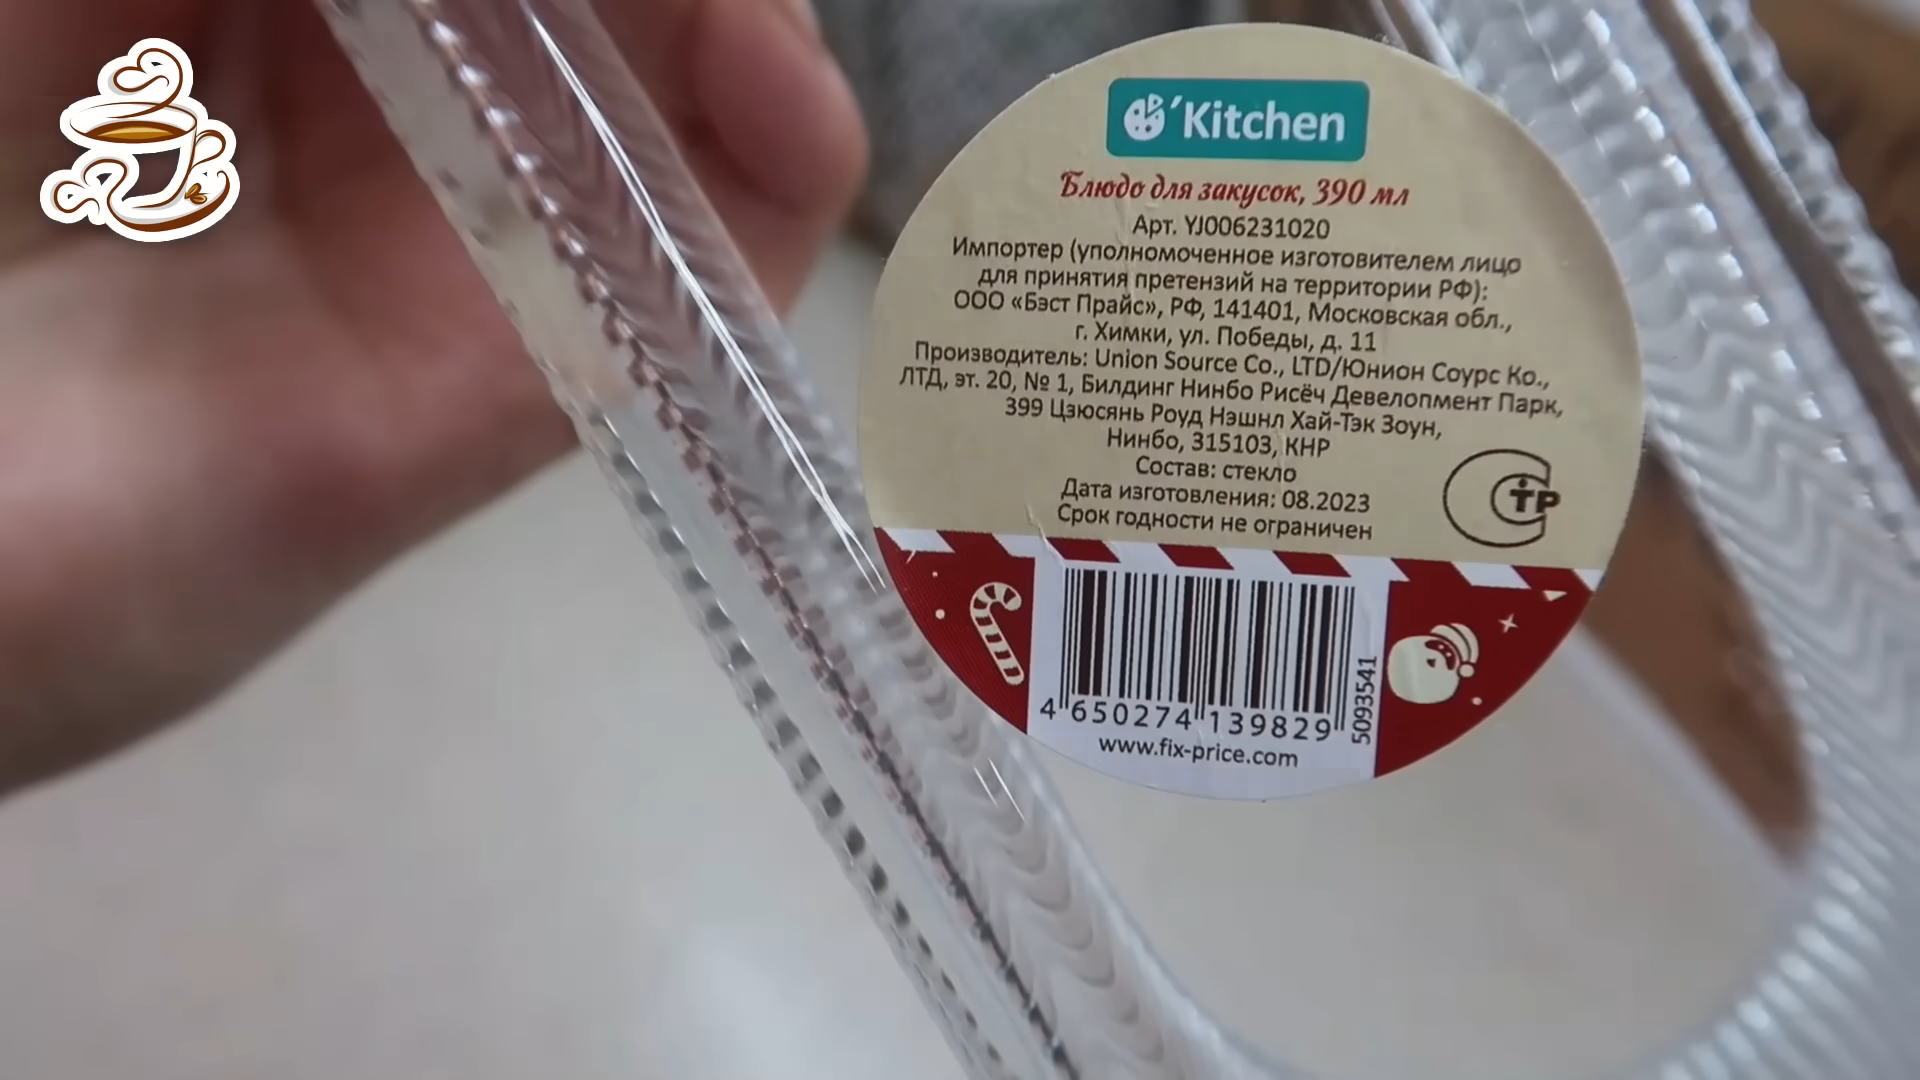 'Kitchen
Блюдо для закусок, 390 мл
Арт. YJ006231020
Импортер (уполномоченное изготовителем лицо
для принятия претензий на территории РФ):
ООО «Бэст Прайс», РФ, 141401, Московская обл.,
г. Химки, ул. Победы, д. 11
Производитель: Union Source Co., LTD/Юнион Соурс Ко.,
ЛТД, эт. 20, № 1, Билдинг Нинбо Рисёч Девелопмент Парк,
399 Цзюсянь Роуд Нэшнл Хай-Тэк Зоун,
Нинбо, 315103, КНР
Состав: стекло
Дата изготовления: 08.2023
Срок годности не ограничен
СТР
4 650274 139829
5093541
www.fix-price.com